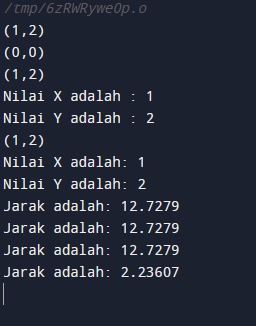 /tmp/6zRWRywe0p.o
(1,2)
(0,0)
(1,2)
Nilai X adalah : 1
Nilai Y adalah : 2
(1,2)
Nilai X adalah: 1
Nilai Y adalah: 2
Jarak adalah: 12.7279
Jarak adalah: 12.7279
Jarak adalah: 12.7279
Jarak adalah: 2.23607